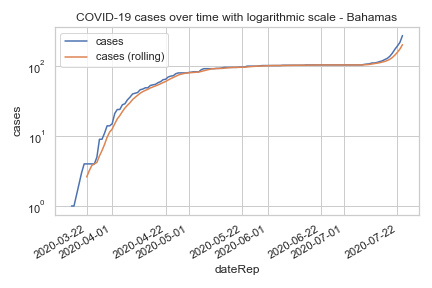 COVID-19 cases over time with logarithmic scale - Bahamas
cases
cases (rolling)
10²
10¹
10⁰
cases
2020-03-22
2020-04-01
2020-04-22
2020-05-01
2020-05-22
2020-06-01
2020-06-22
2020-07-01
2020-07-22
dateRep